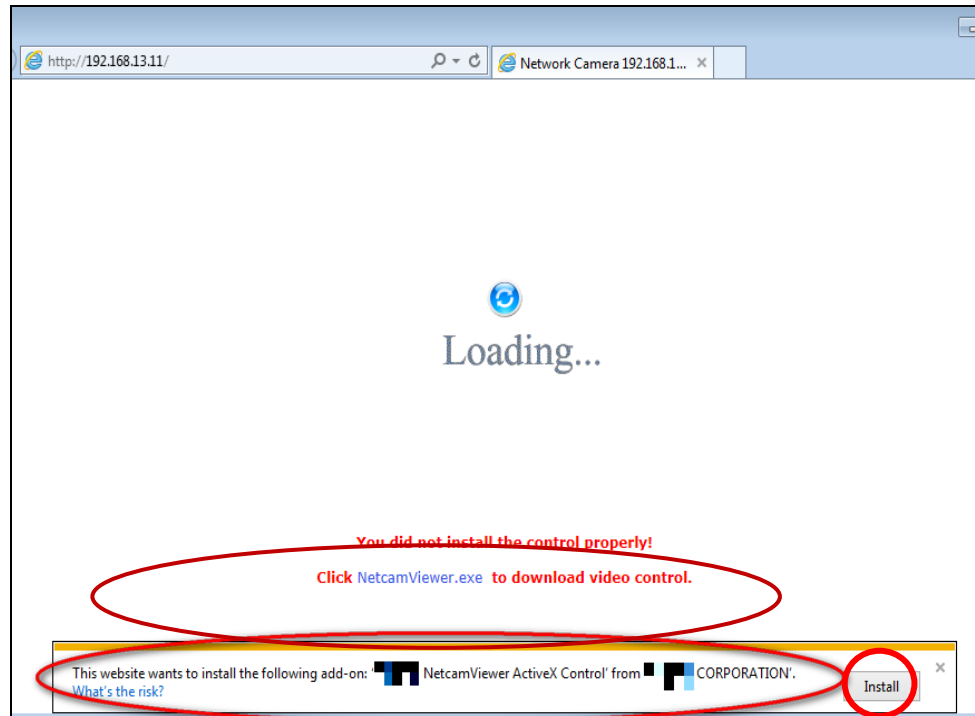 http://192.168.13.11/
Network Camera 192.168.1...
Loading...
You did not install the control properly!
Click NetcamViewer.exe to download video control.
This website wants to install the following add-on: ' NetcamViewer ActiveX Control' from CORPORATION'.
What's the risk?
Install